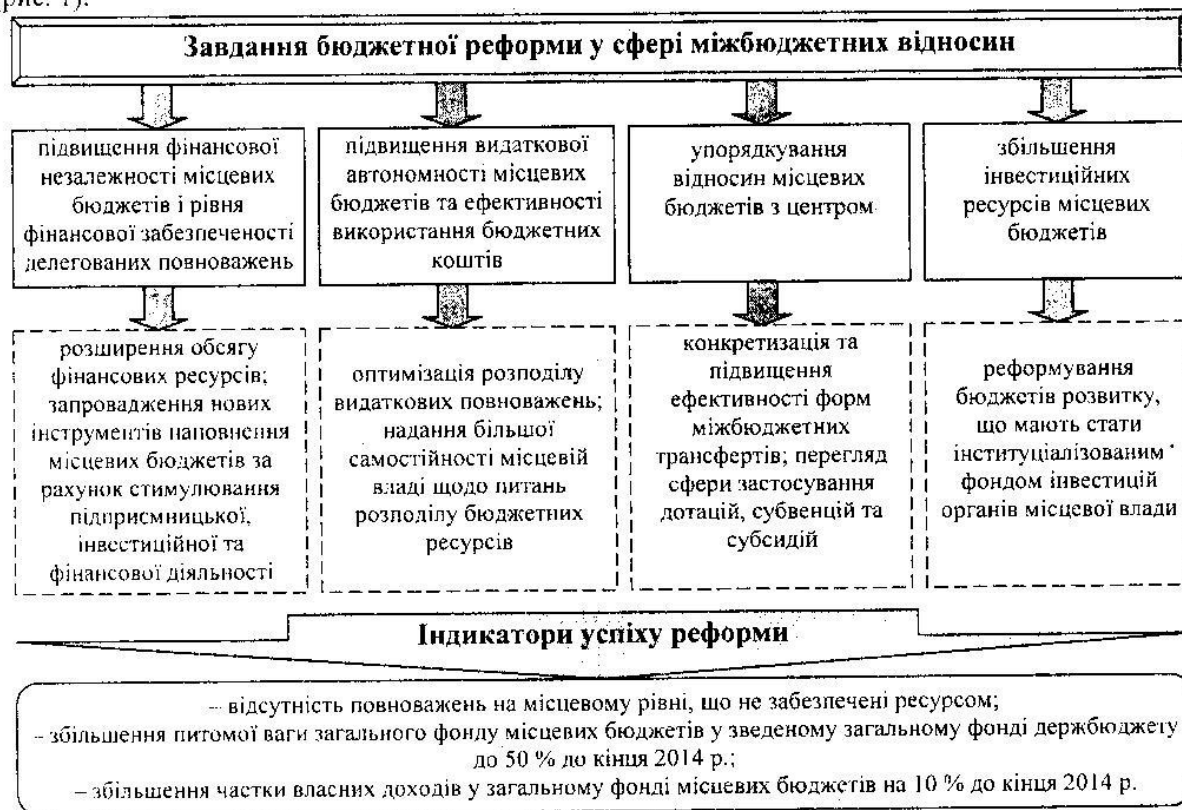 рис. 1).
Завдання бюджетної реформи у сфері міжбюджетних відносин
підвищення фінансової
незалежності місцевих
бюджетів і рівня
фінансової забезпеченості
делегованих повноважень
підвищення видаткової
автономності місцевих
бюджетів та ефективності
використання бюджетних
коштів
упорядкування
відносин місцевих
бюджетів з центром
збільшення
інвестиційних
ресурсів місцевих
бюджетів
розширення обсягу
фінансових ресурсів;
запровадження нових
інструментів наповнення
місцевих бюджетів за
рахунок стимулювання
підприємницької,
інвестиційної та
фінансової діяльності
оптимізація розподілу
видаткових повноважень;
надання більшої
самостійності місцевій
владі щодо питань
розподілу бюджетних
ресурсів
конкретизація та
підвищення
ефективності форм
міжбюджетних
трансфертів; перегляд
сфери застосування
дотацій, субвенцій та
субсидій
реформування
бюджетів розвитку,
що мають стати
інституціалізованим
фондом інвестицій
органів місцевої влади
Індикатори успіху реформи
– відсутність повноважень на місцевому рівні, що не забезпечені ресурсом;
– збільшення питомої ваги загального фонду місцевих бюджетів у зведеному загальному фонді держбюджету
до 50 % до кінця 2014 р.;
– збільшення частки власних доходів у загальному фонді місцевих бюджетів на 10 % до кінця 2014 р.